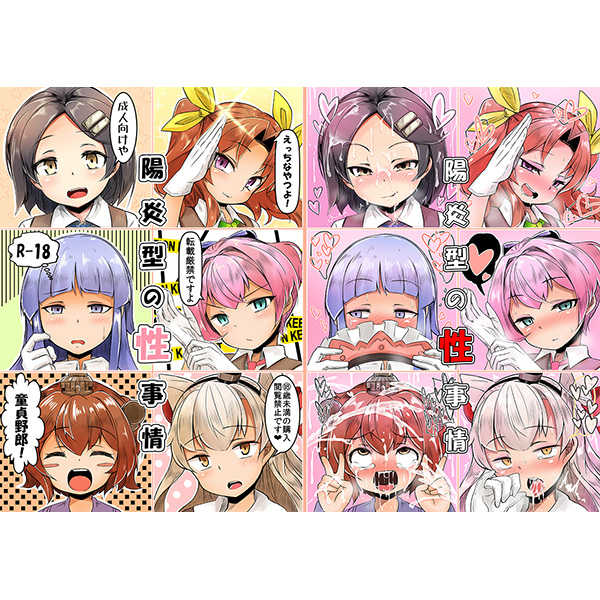 成人向けや
えっちなやつよ！
陽炎型の性事情
R-18
転載厳禁ですよ
KEE
N KE
童貞野郎！
⑱歳未満の購入
閲覧禁止です♥
陽炎型の性事情